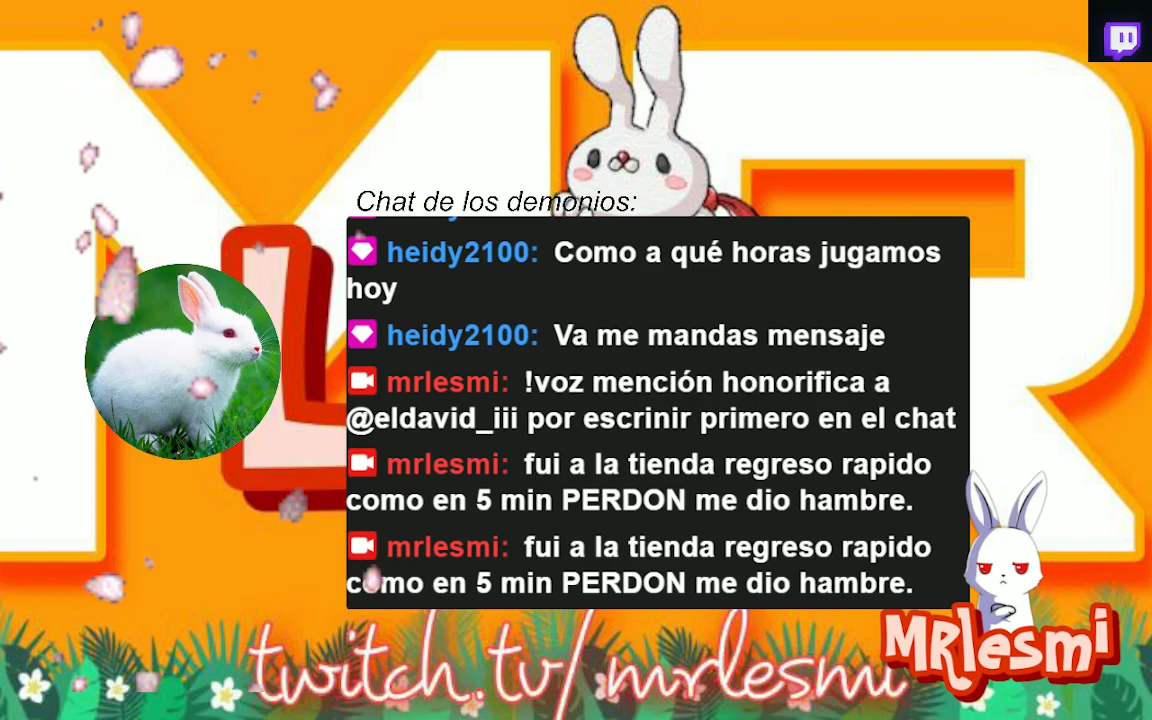 MR
L
Chat de los demonios:
heidy2100: Como a qué horas jugamos
hoy
heidy2100: Va me mandas mensaje
mrlesmi: !voz mención honorifica a
@eldavid_iii por escrinir primero en el chat
mrlesmi: fui a la tienda regreso rapido
como en 5 min PERDON me dio hambre.
mrlesmi: fui a la tienda regreso rapido
como en 5 min PERDON me dio hambre.
twitch.tv/mrlesmi
MRlesmi